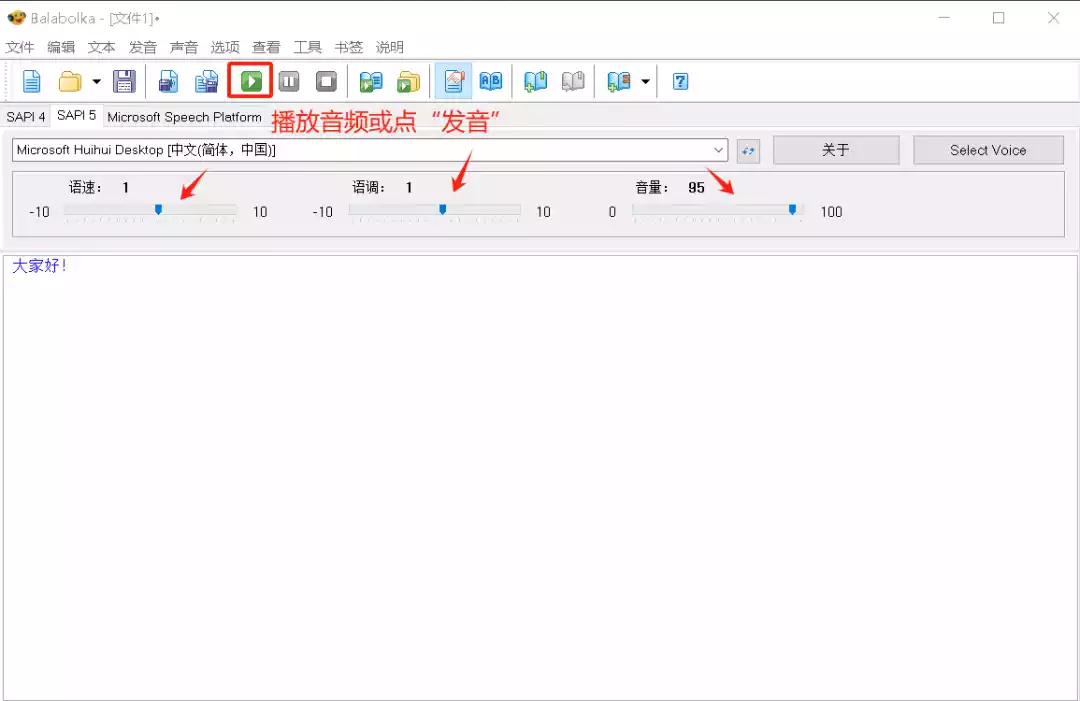 Balabolka - [文件1]•
文件 编辑 文本 发音 声音 选项 查看 工具 书签 说明
SAPI 4 SAPI 5 Microsoft Speech Platform
播放音频或点“发音”
Microsoft Huihui Desktop [中文(简体，中国)] 关于 Select Voice
语速： 1 语调： 1 音量： 95
-10 10 -10 10 0 100
大家好！